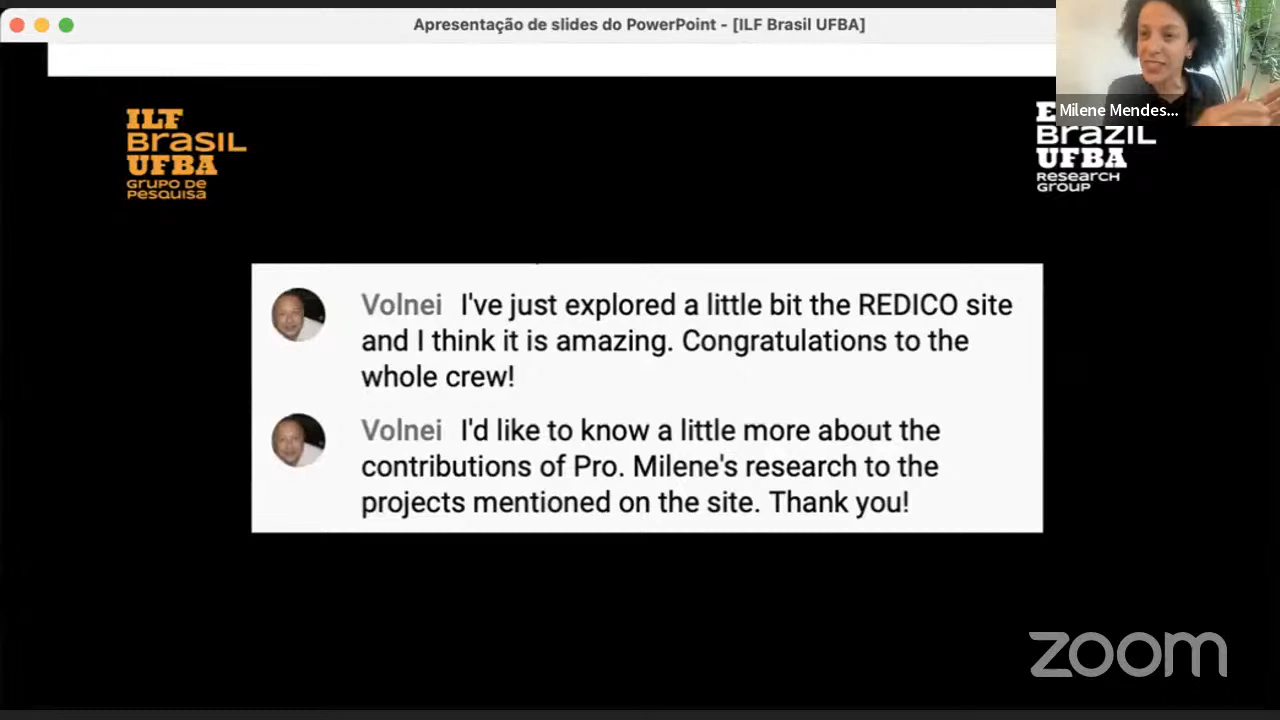 Apresentação de slides do PowerPoint - [ILF Brasil UFBA]
Milene Mendes...
ILF
Brasil
UFBA
GRUPO DE
PESQUISA
Brazil
UFBA
RESEARCH
GROUP
Volnei I've just explored a little bit the REDICO site
and I think it is amazing. Congratulations to the
whole crew!
Volnei I'd like to know a little more about the
contributions of Pro. Milene's research to the
projects mentioned on the site. Thank you!
zoom